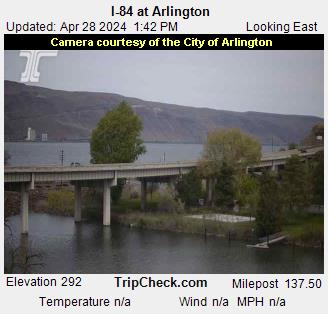 I-84 at Arlington
Updated: Apr 28 2024 1:42 PM Looking East
Camera courtesy of the City of Arlington
Elevation 292 TripCheck.com Milepost 137.50
Temperature n/a Wind n/a MPH n/a